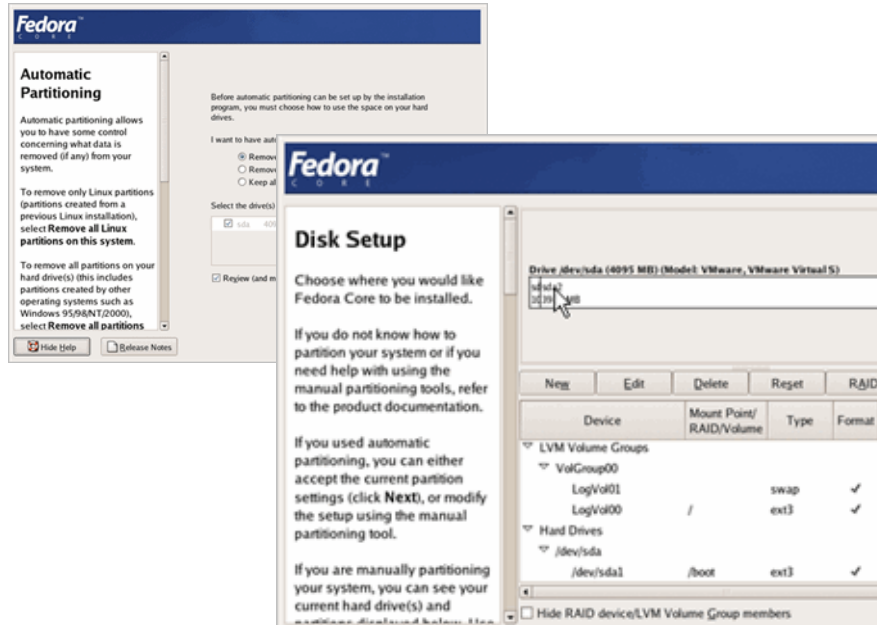 Fedora™
CORE
Automatic
Partitioning
Automatic partitioning allows
you to have some control
concerning what data is
removed (if any) from your
system.
To remove only Linux partitions
(partitions created from a
previous Linux installation),
select Remove all Linux
partitions on this system.
To remove all partitions on your
hard drive(s) (this includes
partitions created by other
operating systems such as
Windows 95/98/NT/2000),
select Remove all partitions
Hide Help
Release Notes
Before automatic partitioning can be set up by the installation
program, you must choose how to use the space on your hard
drives.
I want to have
Remove
Remove
Keep
Select the drive(s)
sda
Review (and
Fedora™
CORE
Disk Setup
Choose where you would like
Fedora Core to be installed.
If you do not know how to
partition your system or if you
need help with using the
manual partitioning tools, refer
to the product documentation.
If you used automatic
partitioning, you can either
accept the current partition
settings (click Next), or modify
the setup using the manual
partitioning tool.
If you are manually partitioning
your system, you can see your
current hard drive(s) and
partitions displayed below. Use
Drive /dev/sda (4095 MB) (Model: VMware, VMware Virtual S)
MB
New Edit Delete Reset RAID
Device Mount Point/ Type Format
RAID/Volume
LVM Volume Groups
VolGroup00
LogVol01 swap ✓
LogVol00 / ext3 ✓
Hard Drives
/dev/sda
/dev/sda1 /boot ext3 ✓
Hide RAID device/LVM Volume Group members